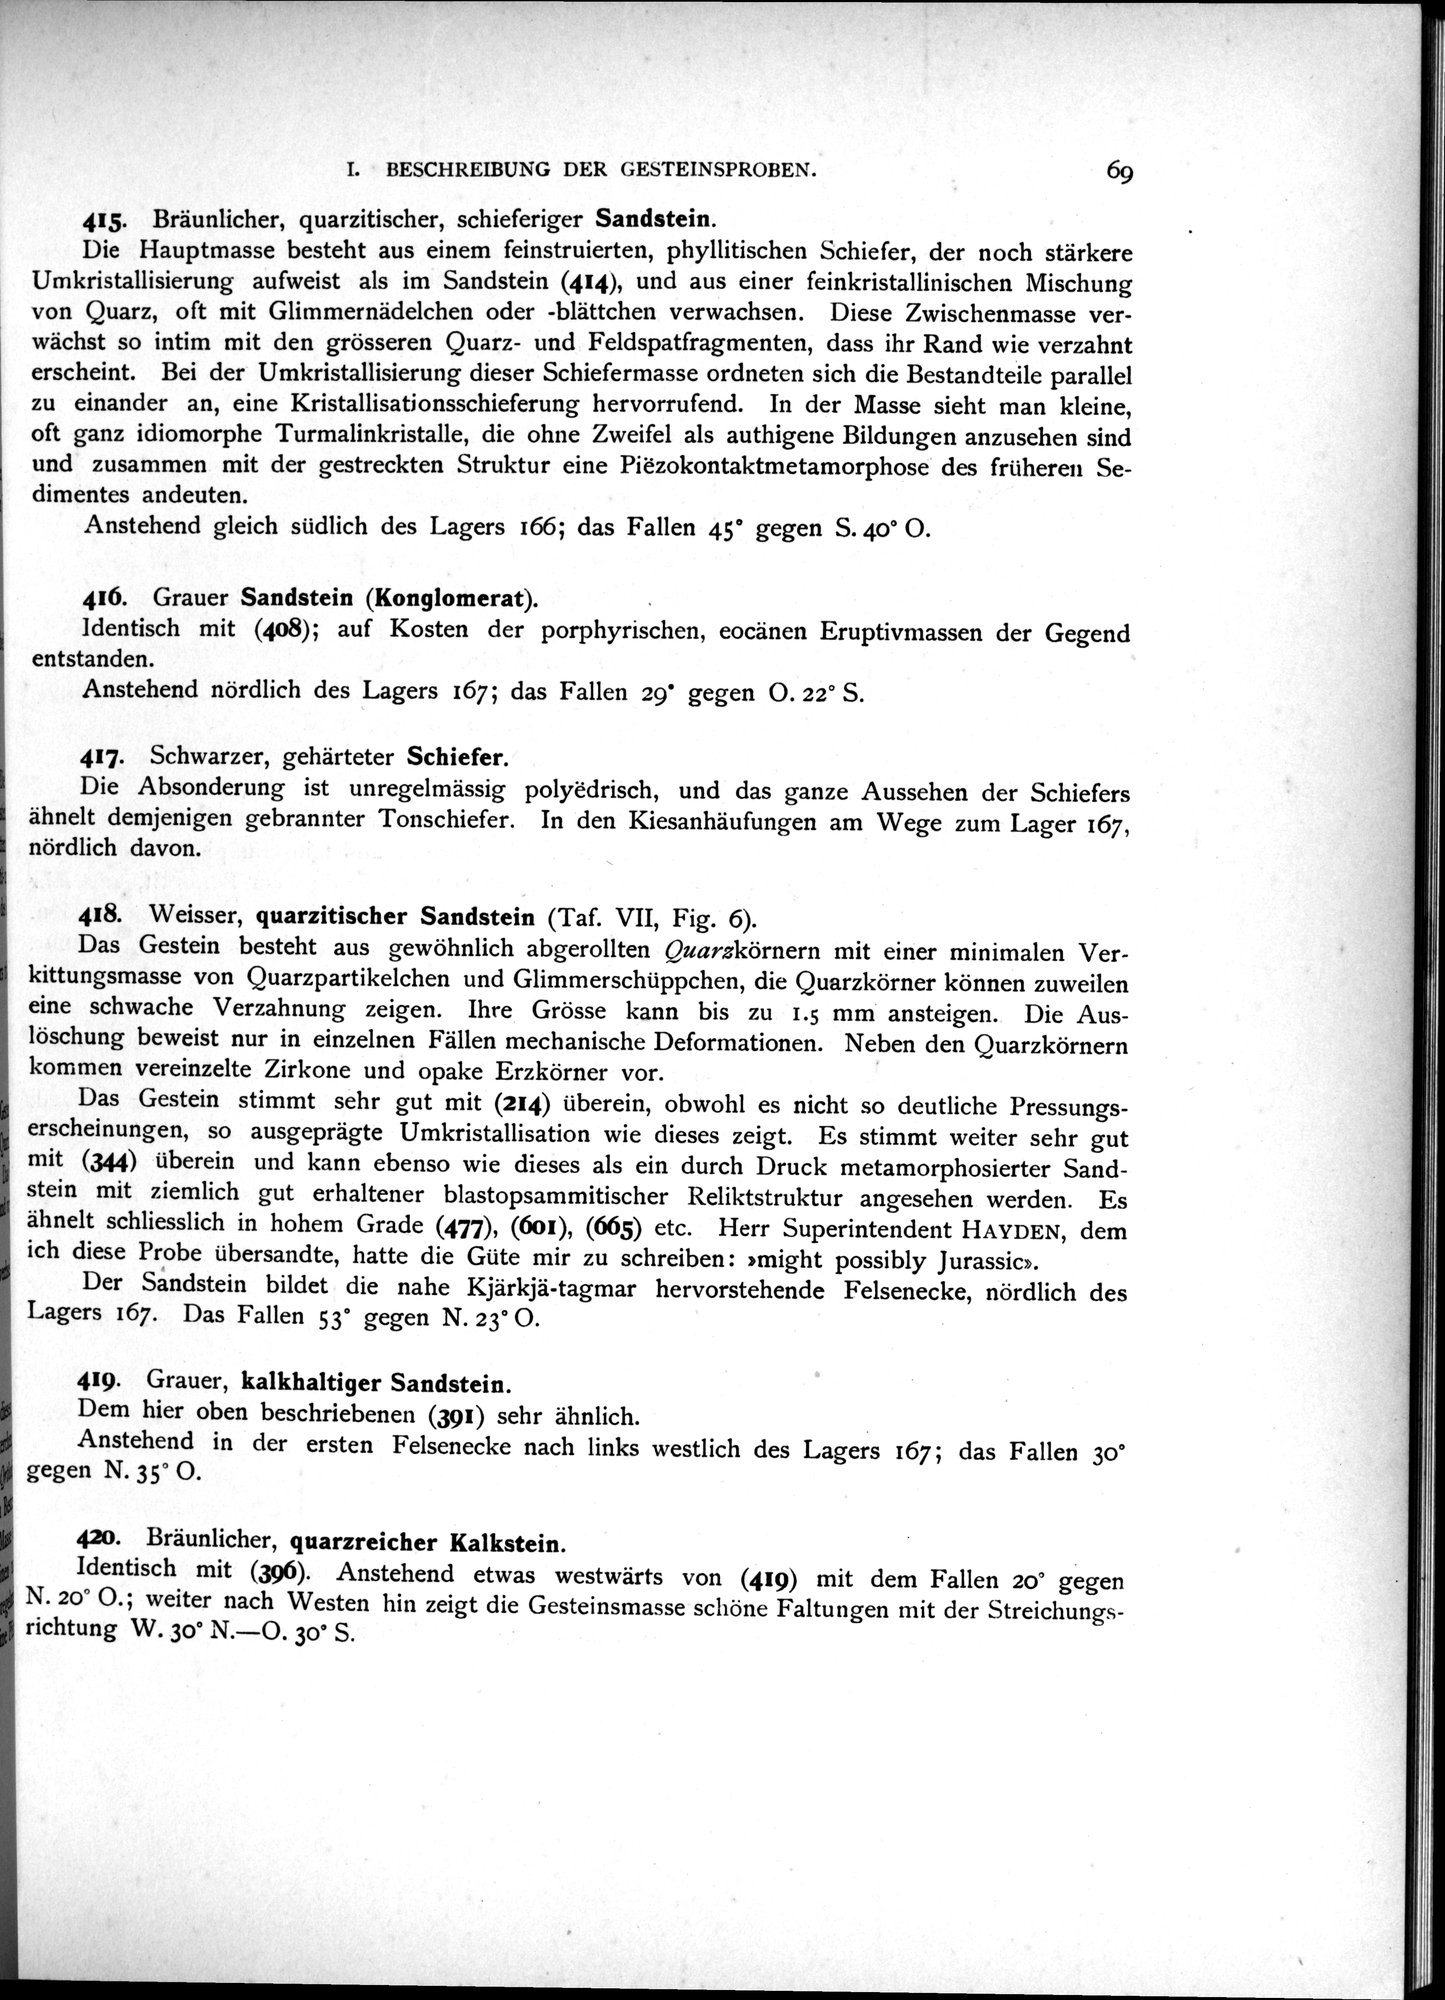 I. BESCHREIBUNG DER GESTEINSPROBEN. 69
415. Bräunlicher, quarzitischer, schieferiger Sandstein.
Die Hauptmasse besteht aus einem feinstruierten, phyllitischen Schiefer, der noch stärkere
Umkristallisierung aufweist als im Sandstein (414), und aus einer feinkristallinischen Mischung
von Quarz, oft mit Glimmernädelchen oder -blättchen verwachsen. Diese Zwischenmasse ver-
wächst so intim mit den grösseren Quarz- und Feldspatfragmenten, dass ihr Rand wie verzahnt
erscheint. Bei der Umkristallisierung dieser Schiefermasse ordneten sich die Bestandteile parallel
zu einander an, eine Kristallisationsschieferung hervorrufend. In der Masse sieht man kleine,
oft ganz idiomorphe Turmalinkristalle, die ohne Zweifel als authigene Bildungen anzusehen sind
und zusammen mit der gestreckten Struktur eine Piëzokontaktmetamorphose des früheren Se-
dimentes andeuten.
Anstehend gleich südlich des Lagers 166; das Fallen 45° gegen S. 40° O.
416. Grauer Sandstein (Konglomerat).
Identisch mit (408); auf Kosten der porphyrischen, eocänen Eruptivmassen der Gegend
entstanden.
Anstehend nördlich des Lagers 167; das Fallen 29° gegen O. 22° S.
417. Schwarzer, gehärteter Schiefer.
Die Absonderung ist unregelmässig polyëdrisch, und das ganze Aussehen der Schiefers
ähnelt demjenigen gebrannter Tonschiefer. In den Kiesanhäufungen am Wege zum Lager 167,
nördlich davon.
418. Weisser, quarzitischer Sandstein (Taf. VII, Fig. 6).
Das Gestein besteht aus gewöhnlich abgerollten Quarzkörnern mit einer minimalen Ver-
kittungsmasse von Quarzpartikelchen und Glimmerschüppchen, die Quarzkörner können zuweilen
eine schwache Verzahnung zeigen. Ihre Grösse kann bis zu 1.5 mm ansteigen. Die Aus-
löschung beweist nur in einzelnen Fällen mechanische Deformationen. Neben den Quarzkörnern
kommen vereinzelte Zirkone und opake Erzkörner vor.
Das Gestein stimmt sehr gut mit (214) überein, obwohl es nicht so deutliche Pressungs-
erscheinungen, so ausgeprägte Umkristallisation wie dieses zeigt. Es stimmt weiter sehr gut
mit (344) überein und kann ebenso wie dieses als ein durch Druck metamorphosierter Sand-
stein mit ziemlich gut erhaltener blastopsammitischer Reliktstruktur angesehen werden. Es
ähnelt schliesslich in hohem Grade (477), (601), (665) etc. Herr Superintendent HAYDEN, dem
ich diese Probe übersandte, hatte die Güte mir zu schreiben: »might possibly Jurassic».
Der Sandstein bildet die nahe Kjärkjä-tagmar hervorstehende Felsenecke, nördlich des
Lagers 167. Das Fallen 53° gegen N. 23° O.
419. Grauer, kalkhaltiger Sandstein.
Dem hier oben beschriebenen (391) sehr ähnlich.
Anstehend in der ersten Felsenecke nach links westlich des Lagers 167; das Fallen 30°
gegen N. 35° O.
420. Bräunlicher, quarzreicher Kalkstein.
Identisch mit (396). Anstehend etwas westwärts von (419) mit dem Fallen 20° gegen
N. 20° O.; weiter nach Westen hin zeigt die Gesteinsmasse schöne Faltungen mit der Streichungs-
richtung W. 30° N.—O. 30° S.